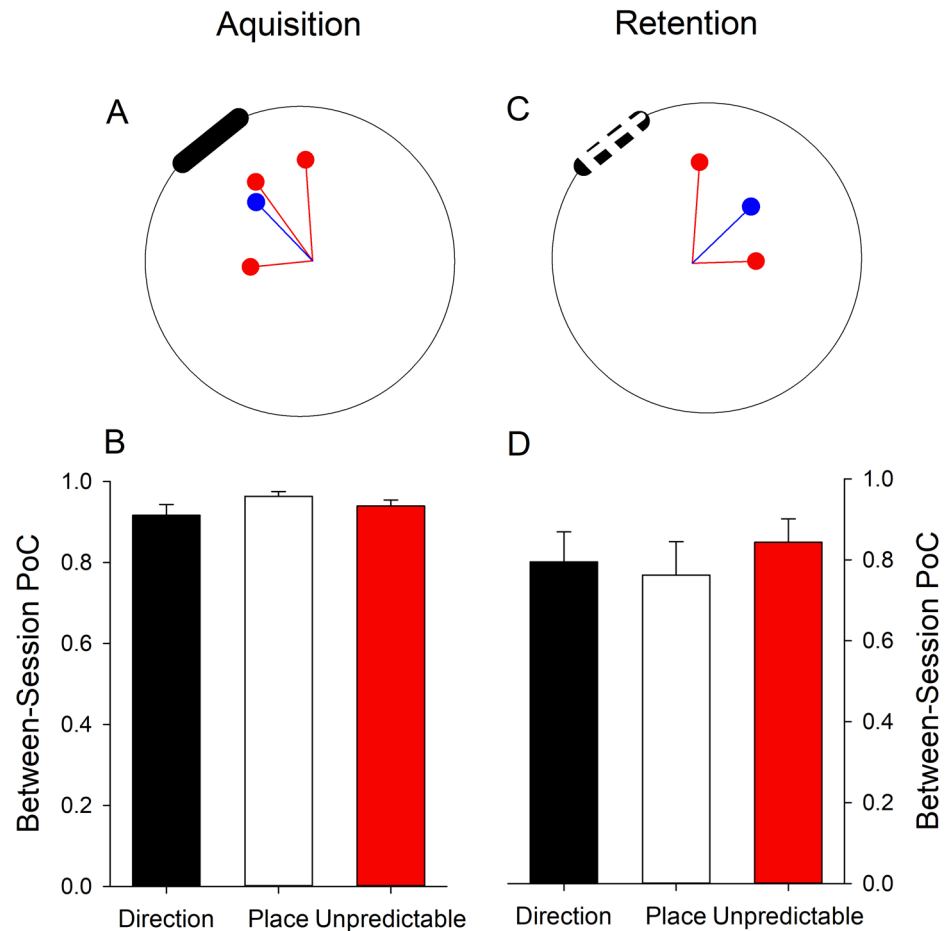 Aquisition
Retention
A
C
B
D
Between-Session PoC
1.0
0.8
0.6
0.4
0.2
0.0
Direction Place Unpredictable
Between-Session PoC
1.0
0.8
0.6
0.4
0.2
0.0
Direction Place Unpredictable